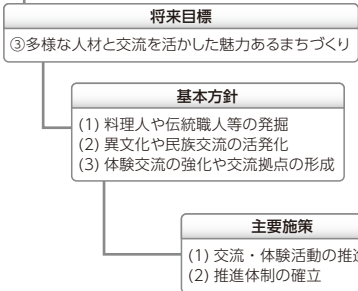 将来目標
③多様な人材と交流を活かした魅力あるまちづくり
基本方針
(1) 料理人や伝統職人等の発掘
(2) 異文化や民族交流の活発化
(3) 体験交流の強化や交流拠点の形成
主要施策
(1) 交流・体験活動の推進
(2) 推進体制の確立